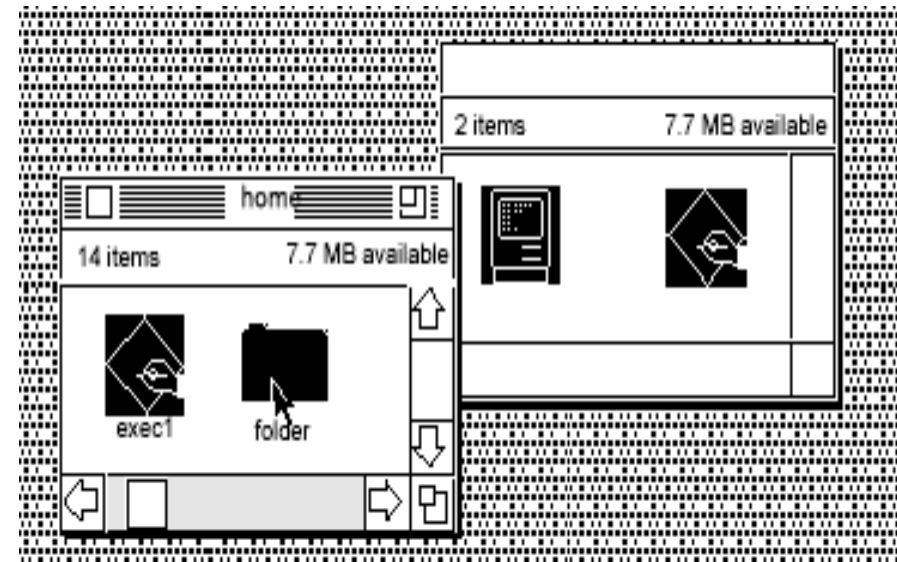 2 items 7.7 MB available
home
14 items 7.7 MB available
exec1 folder